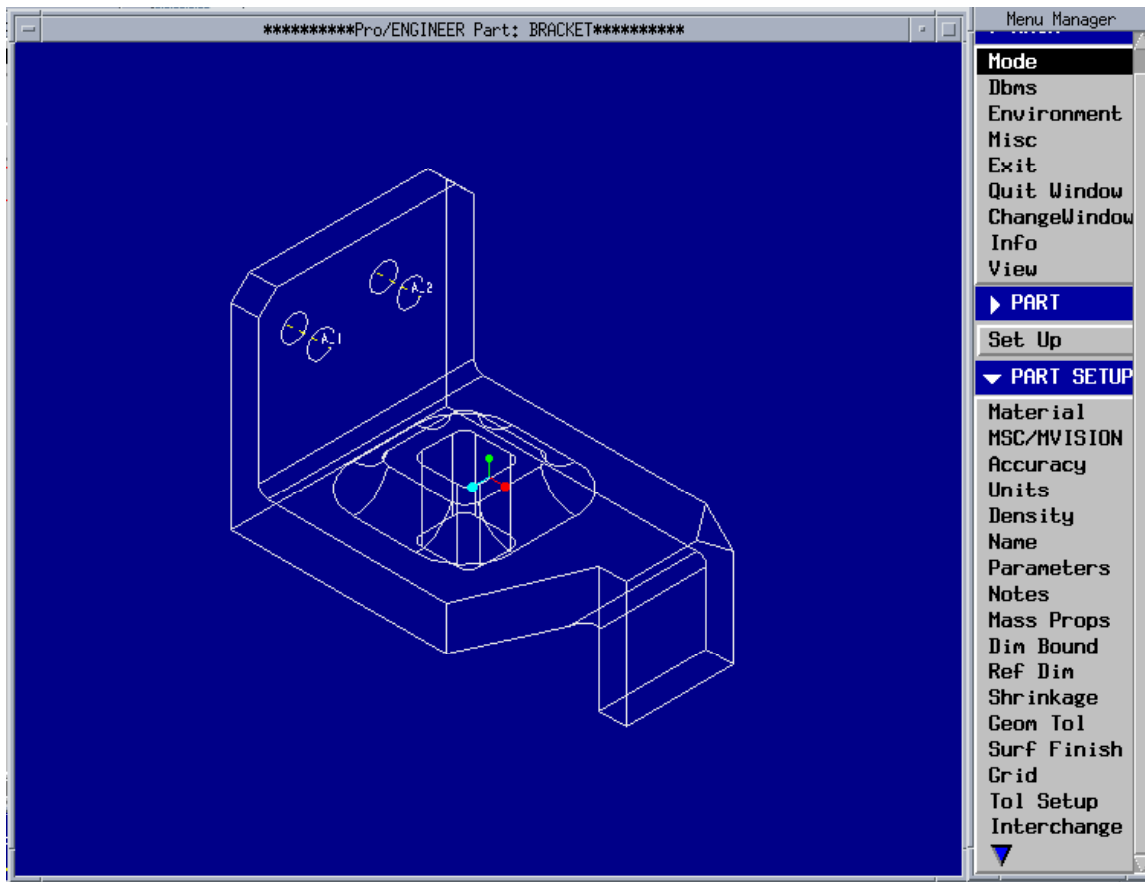 **********Pro/ENGINEER Part: BRACKET**********
Menu Manager
Mode
Dbms
Environment
Misc
Exit
Quit Window
ChangeWindow
Info
View
PART
Set Up
PART SETUP
Material
MSC/MVISION
Accuracy
Units
Density
Name
Parameters
Notes
Mass Props
Dim Bound
Ref Dim
Shrinkage
Geom Tol
Surf Finish
Grid
Tol Setup
Interchange
A_2
A_1